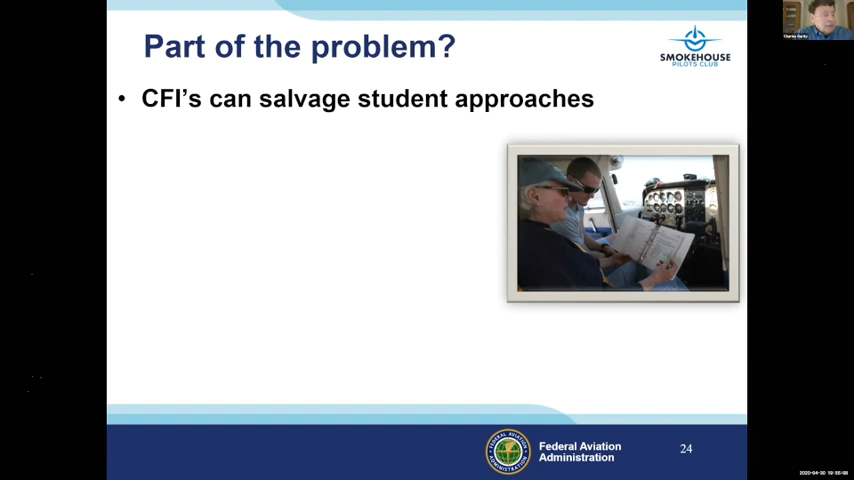 Part of the problem?
SMOKEHOUSE
PILOTS CLUB
• CFI's can salvage student approaches
Federal Aviation
Administration
24